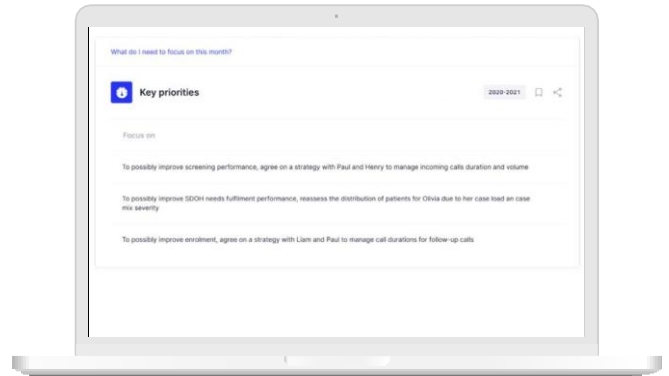 What do I need to focus on this month?
Key priorities
2020-2021
Focus on
To possibly improve screening performance, agree on a strategy with Paul and Henry to manage incoming calls duration and volume
To possibly improve SDOH needs fulfilment performance, reassess the distribution of patients for Olivia due to her case load an case
mix severity
To possibly improve enrolment, agree on a strategy with Liam and Paul to manage call durations for follow-up calls